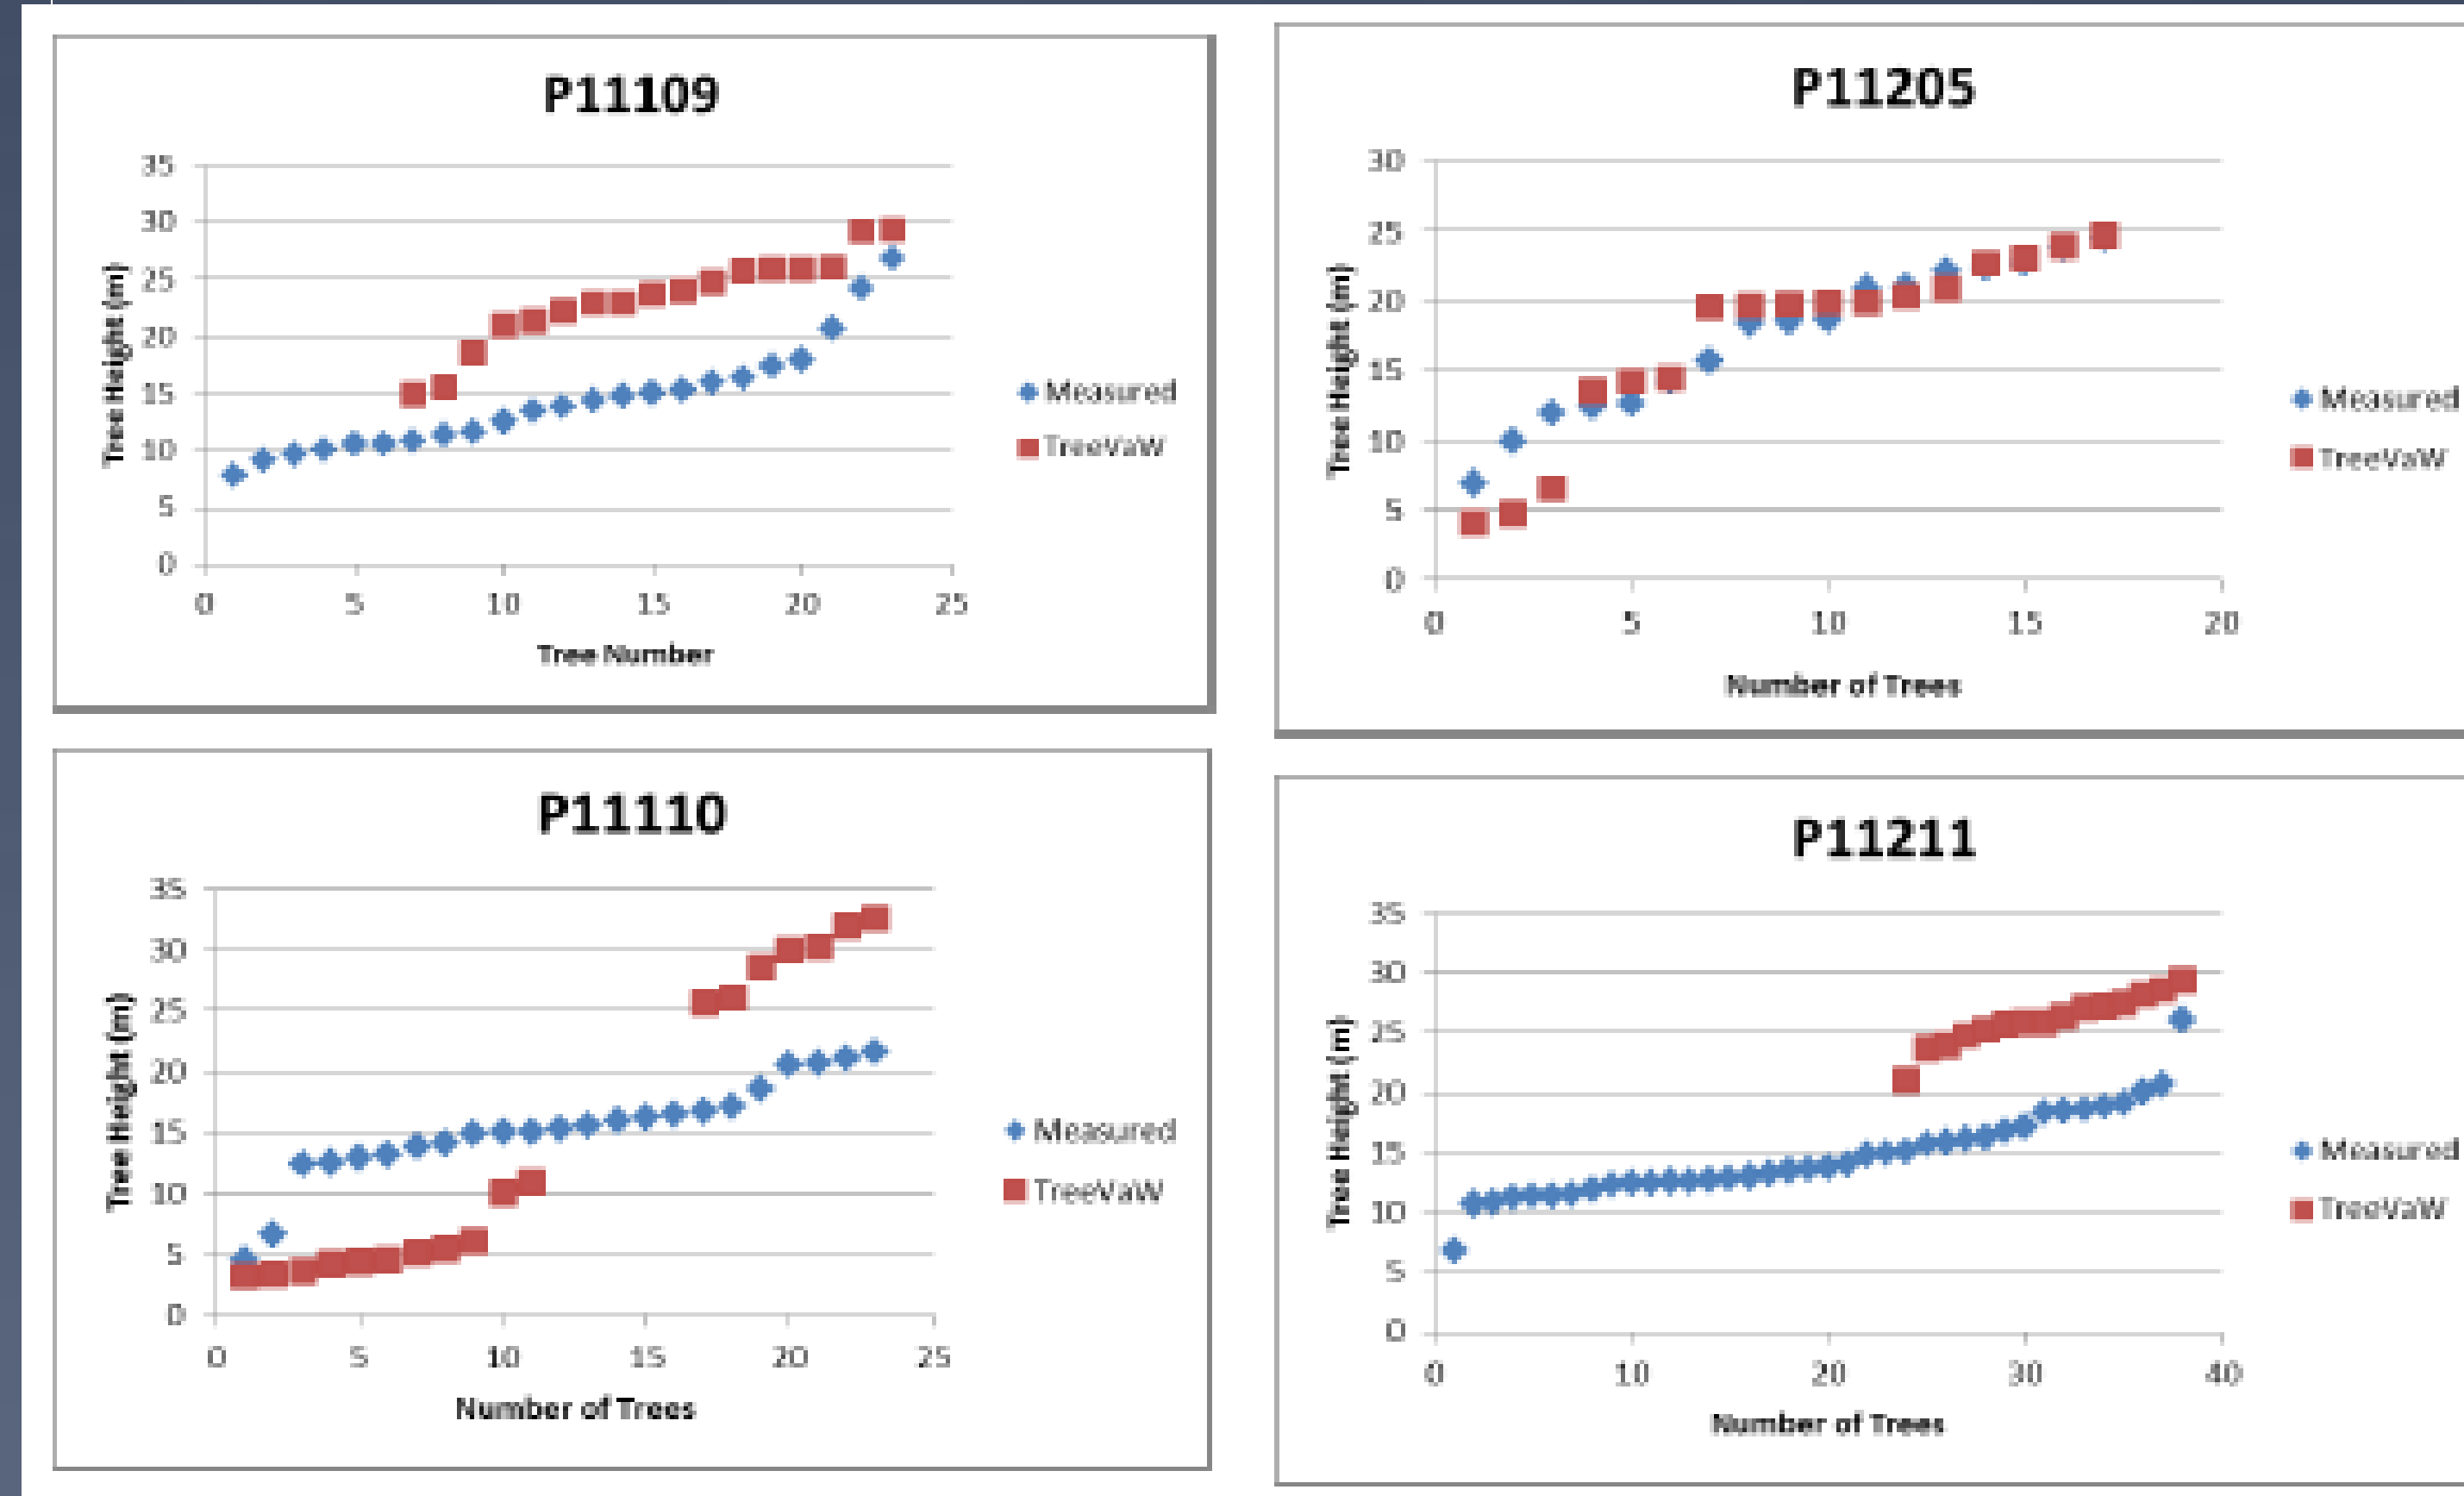 P11109
35
30
25
20
15
10
5
0
Tree Height (m)
0 5 10 15 20 25
Tree Number
Measured
TreeVaW
P11205
30
25
20
15
10
5
0
Tree Height (m)
0 5 10 15 20
Number of Trees
Measured
TreeVaW
P11110
35
30
25
20
15
10
5
0
Tree Height (m)
0 5 10 15 20 25
Number of Trees
Measured
TreeVaW
P11211
35
30
25
20
15
10
5
0
Tree Height (m)
0 10 20 30 40
Number of Trees
Measured
TreeVaW